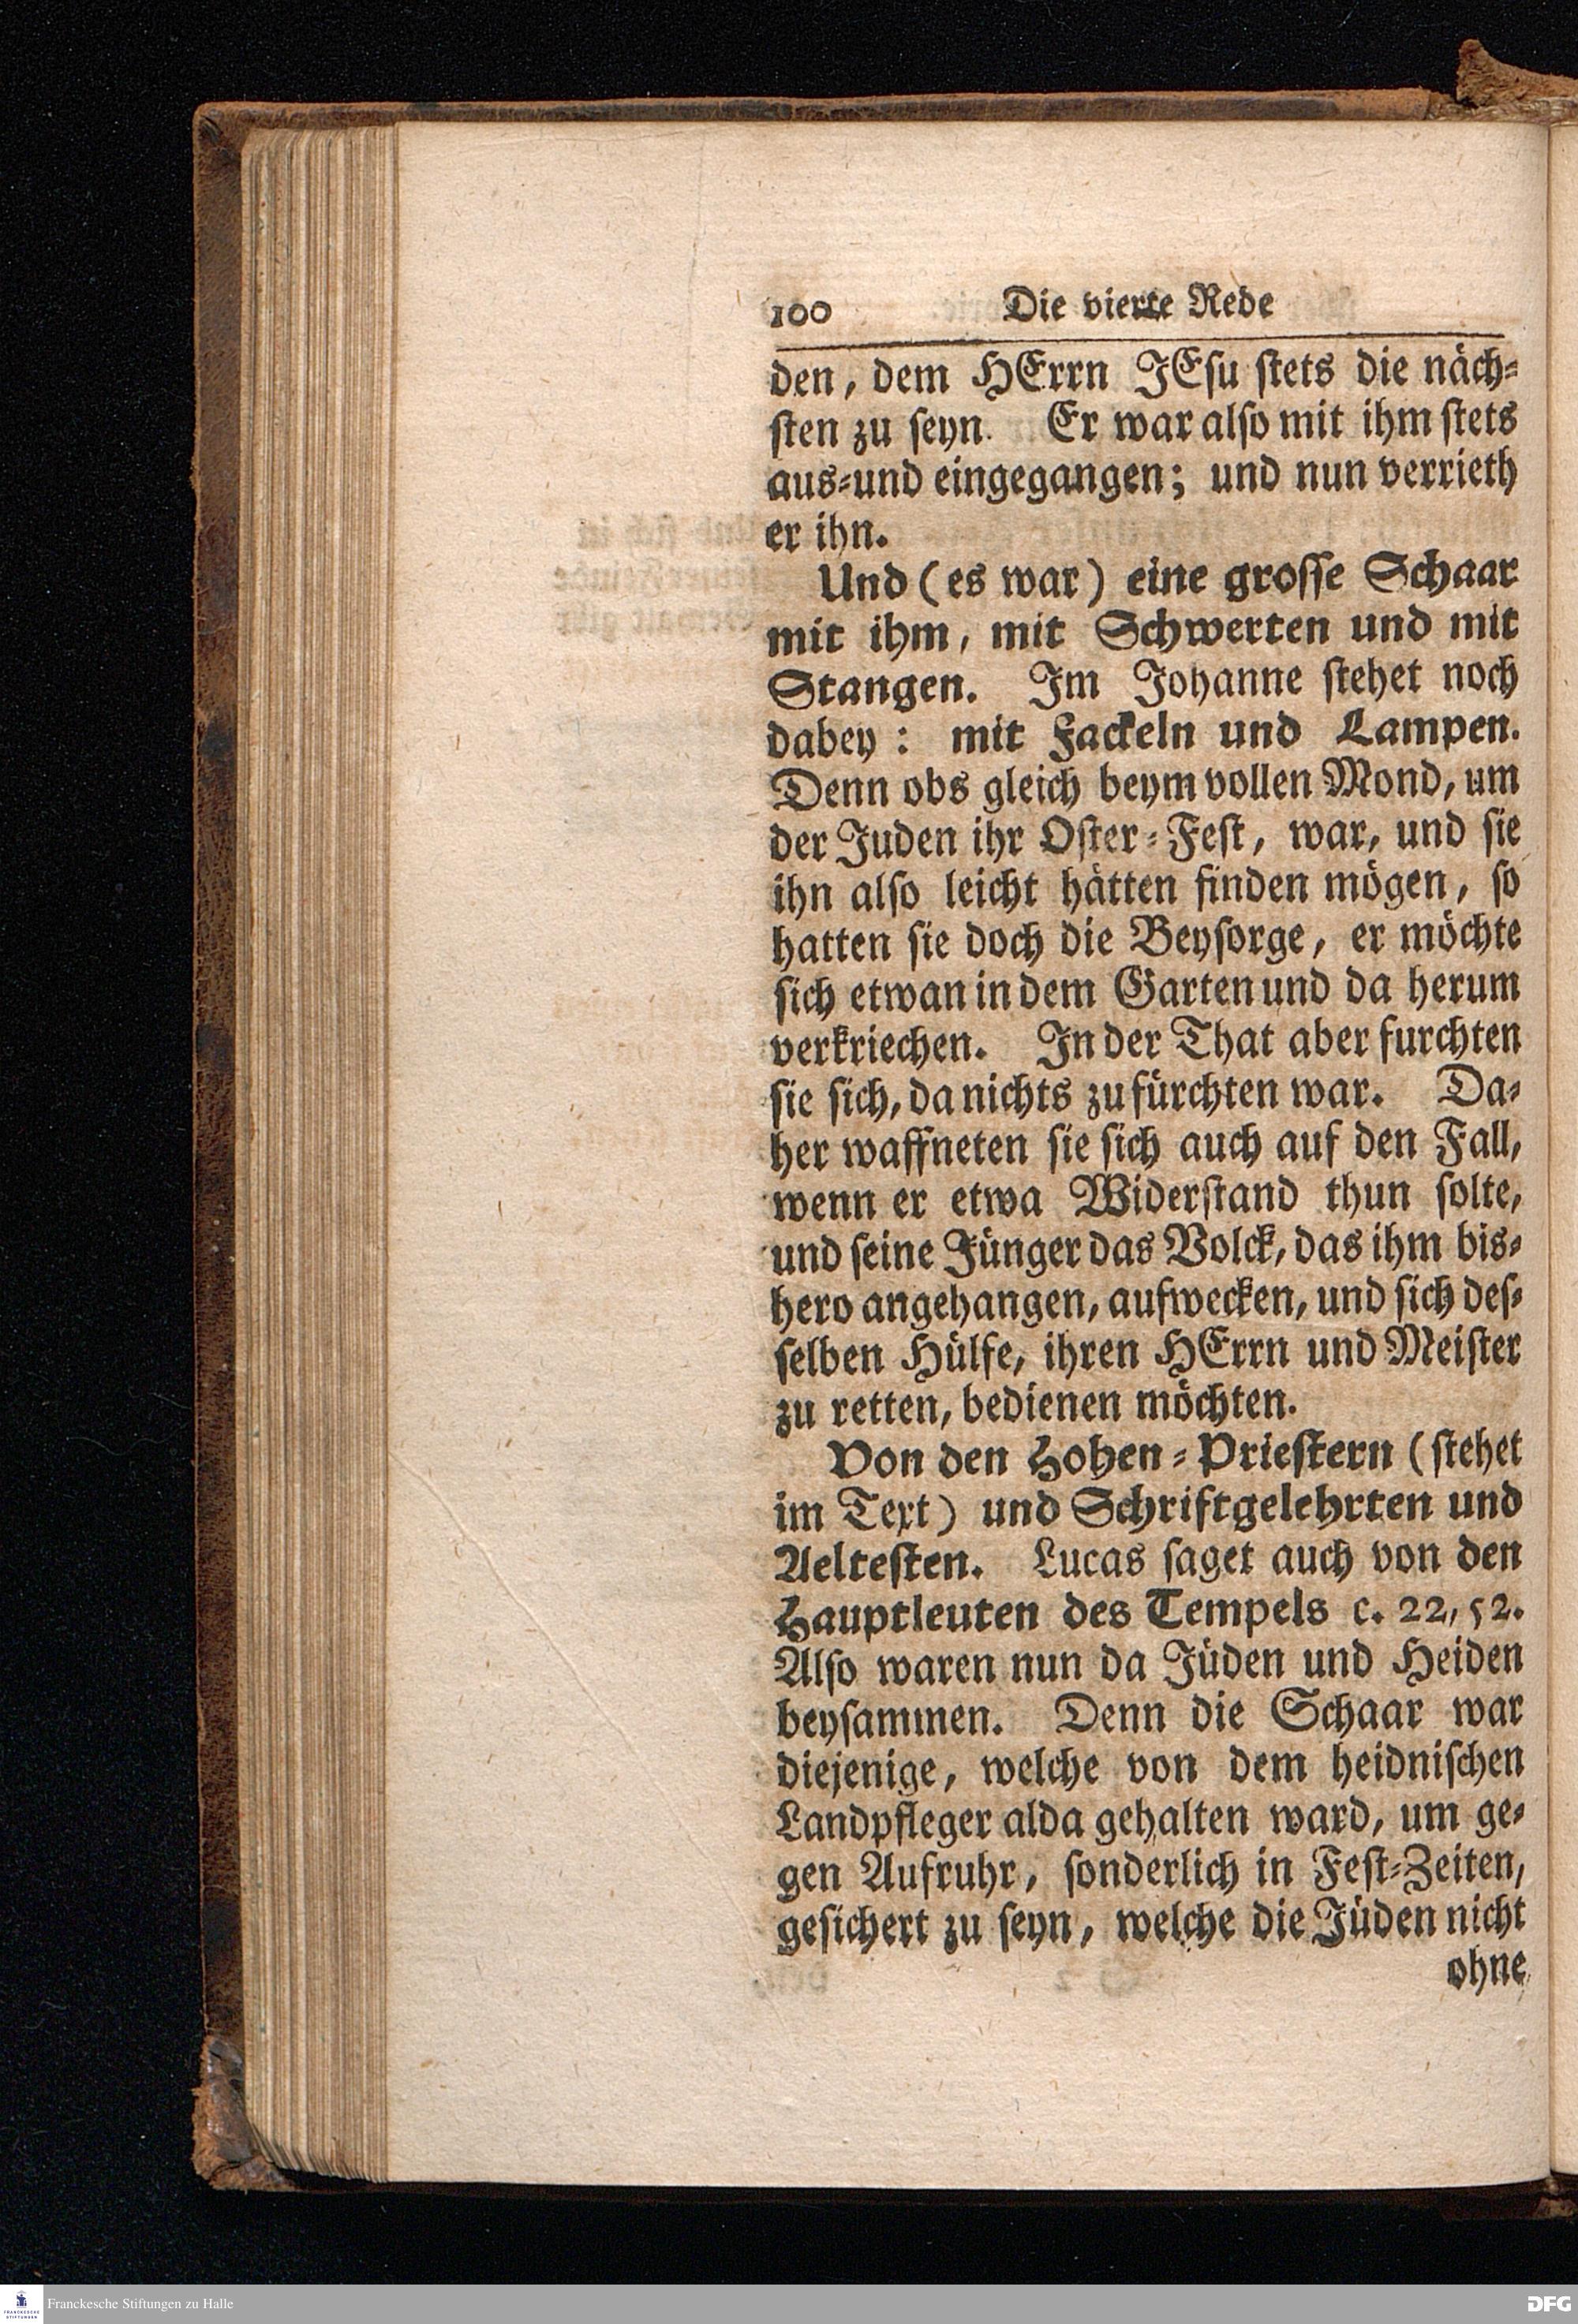 100 Die vierte Rede
den, dem HErrn JEſu ſtets die näch-
ſten zu ſeyn. Er war alſo mit ihm ſtets
aus-und eingegangen; und nun verrieth
er ihn.
Und (es war) eine groſſe Schaar
mit ihm, mit Schwerten und mit
Stangen. Im Johanne ſtehet noch
dabey: mit Fackeln und Lampen.
Denn obs gleich beym vollen Mond, um
der Juden ihr Oſter-Feſt, war, und ſie
ihn alſo leicht hätten finden mögen, ſo
hatten ſie doch die Beyſorge, er möchte
ſich etwan in dem Garten und da herum
verkriechen. In der That aber furchten
ſie ſich, da nichts zu fürchten war. Da-
her waffneten ſie ſich auch auf den Fall,
wenn er etwa Widerſtand thun ſolte,
und ſeine Jünger das Volck, das ihm bis-
hero angehangen, aufwecken, und ſich deſ-
ſelben Hülfe, ihren HErrn und Meiſter
zu retten, bedienen möchten.
Von den Hohen-Prieſtern (ſtehet
im Text) und Schriftgelehrten und
Aelteſten. Lucas ſaget auch von den
Hauptleuten des Tempels c. 22, 52.
Alſo waren nun da Jüden und Heiden
beyſammen. Denn die Schaar war
diejenige, welche von dem heidniſchen
Landpfleger alda gehalten ward, um ge-
gen Aufruhr, ſonderlich in Feſt-Zeiten,
geſichert zu ſeyn, welche die Jüden nicht
ohne
Franckesche Stiftungen zu Halle
DFG